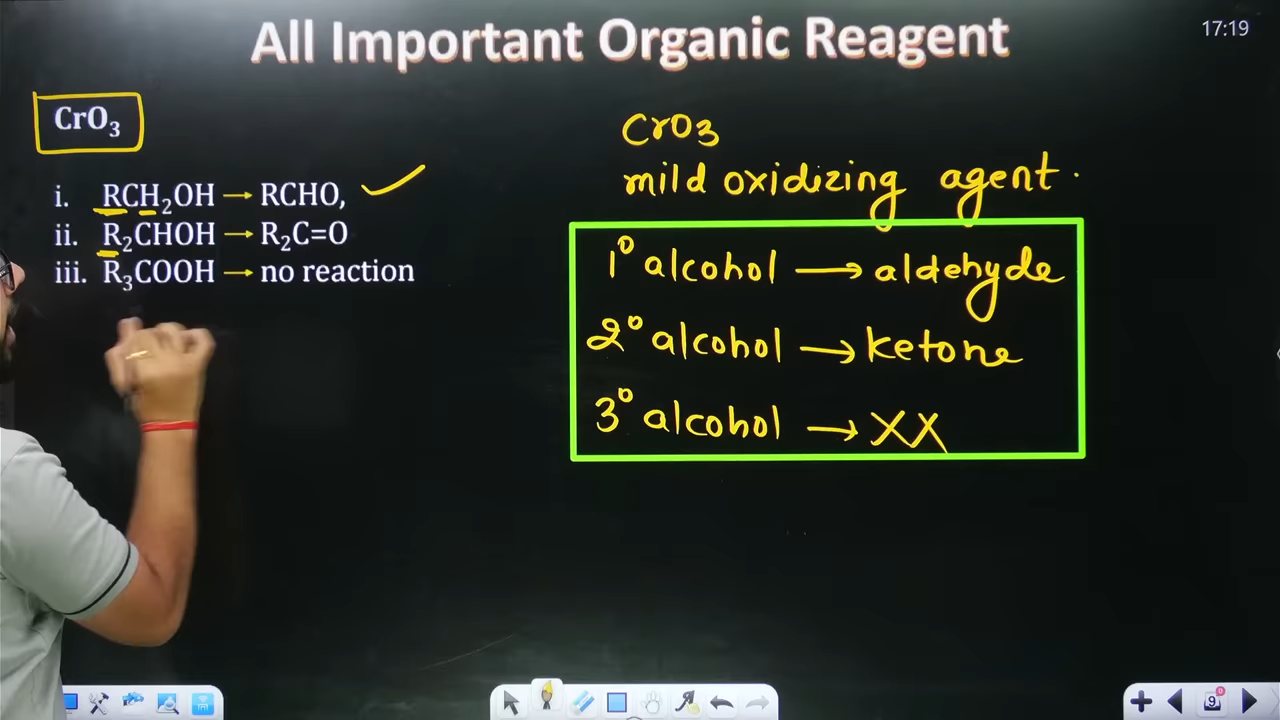 All Important Organic Reagent
17:19
CrO₃
i. RCH₂OH → RCHO,
ii. R₂CHOH → R₂C=O
iii. R₃COOH → no reaction
CrO3
mild oxidizing agent.
1° alcohol → aldehyde
2° alcohol → ketone
3° alcohol → XX
9